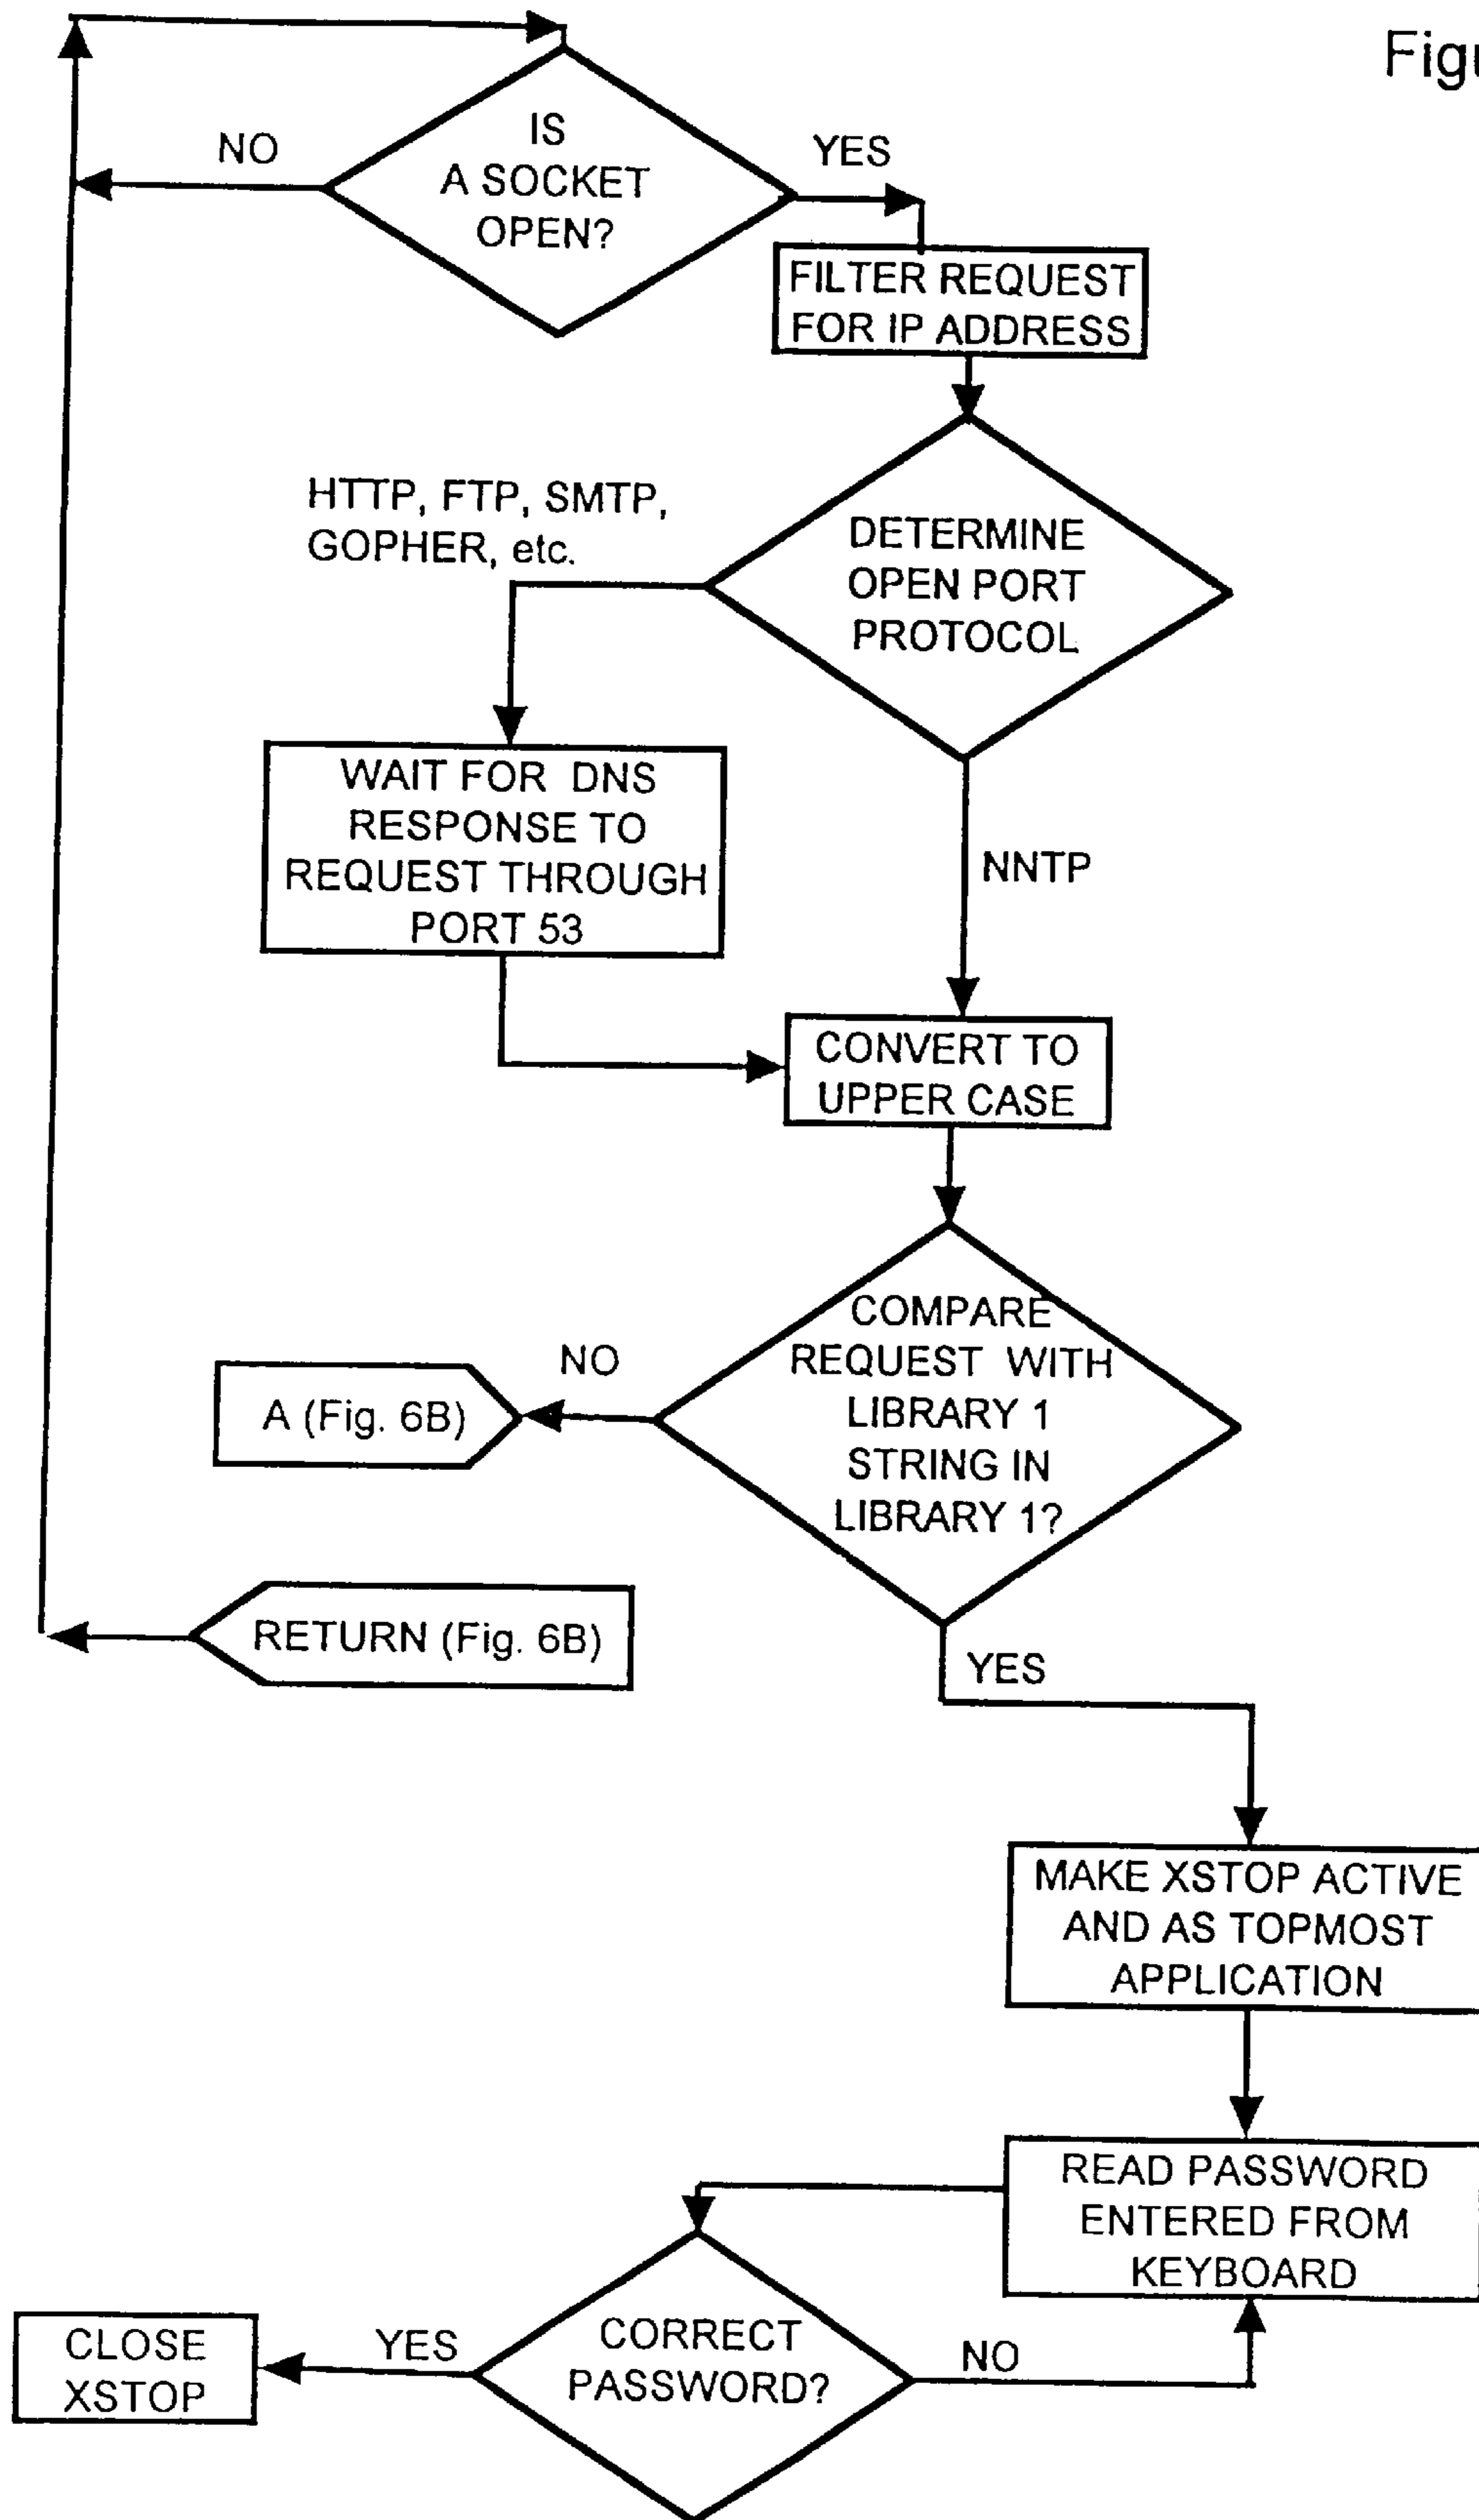 Figu
IS
A SOCKET
OPEN?
NO
YES
FILTER REQUEST
FOR IP ADDRESS
HTTP, FTP, SMTP,
GOPHER, etc.
DETERMINE
OPEN PORT
PROTOCOL
WAIT FOR DNS
RESPONSE TO
REQUEST THROUGH
PORT 53
NNTP
CONVERT TO
UPPER CASE
COMPARE
REQUEST WITH
LIBRARY 1
STRING IN
LIBRARY 1?
NO
A (Fig. 6B)
RETURN (Fig. 6B)
YES
MAKE XSTOP ACTIVE
AND AS TOPMOST
APPLICATION
READ PASSWORD
ENTERED FROM
KEYBOARD
CORRECT
PASSWORD?
YES
NO
CLOSE
XSTOP